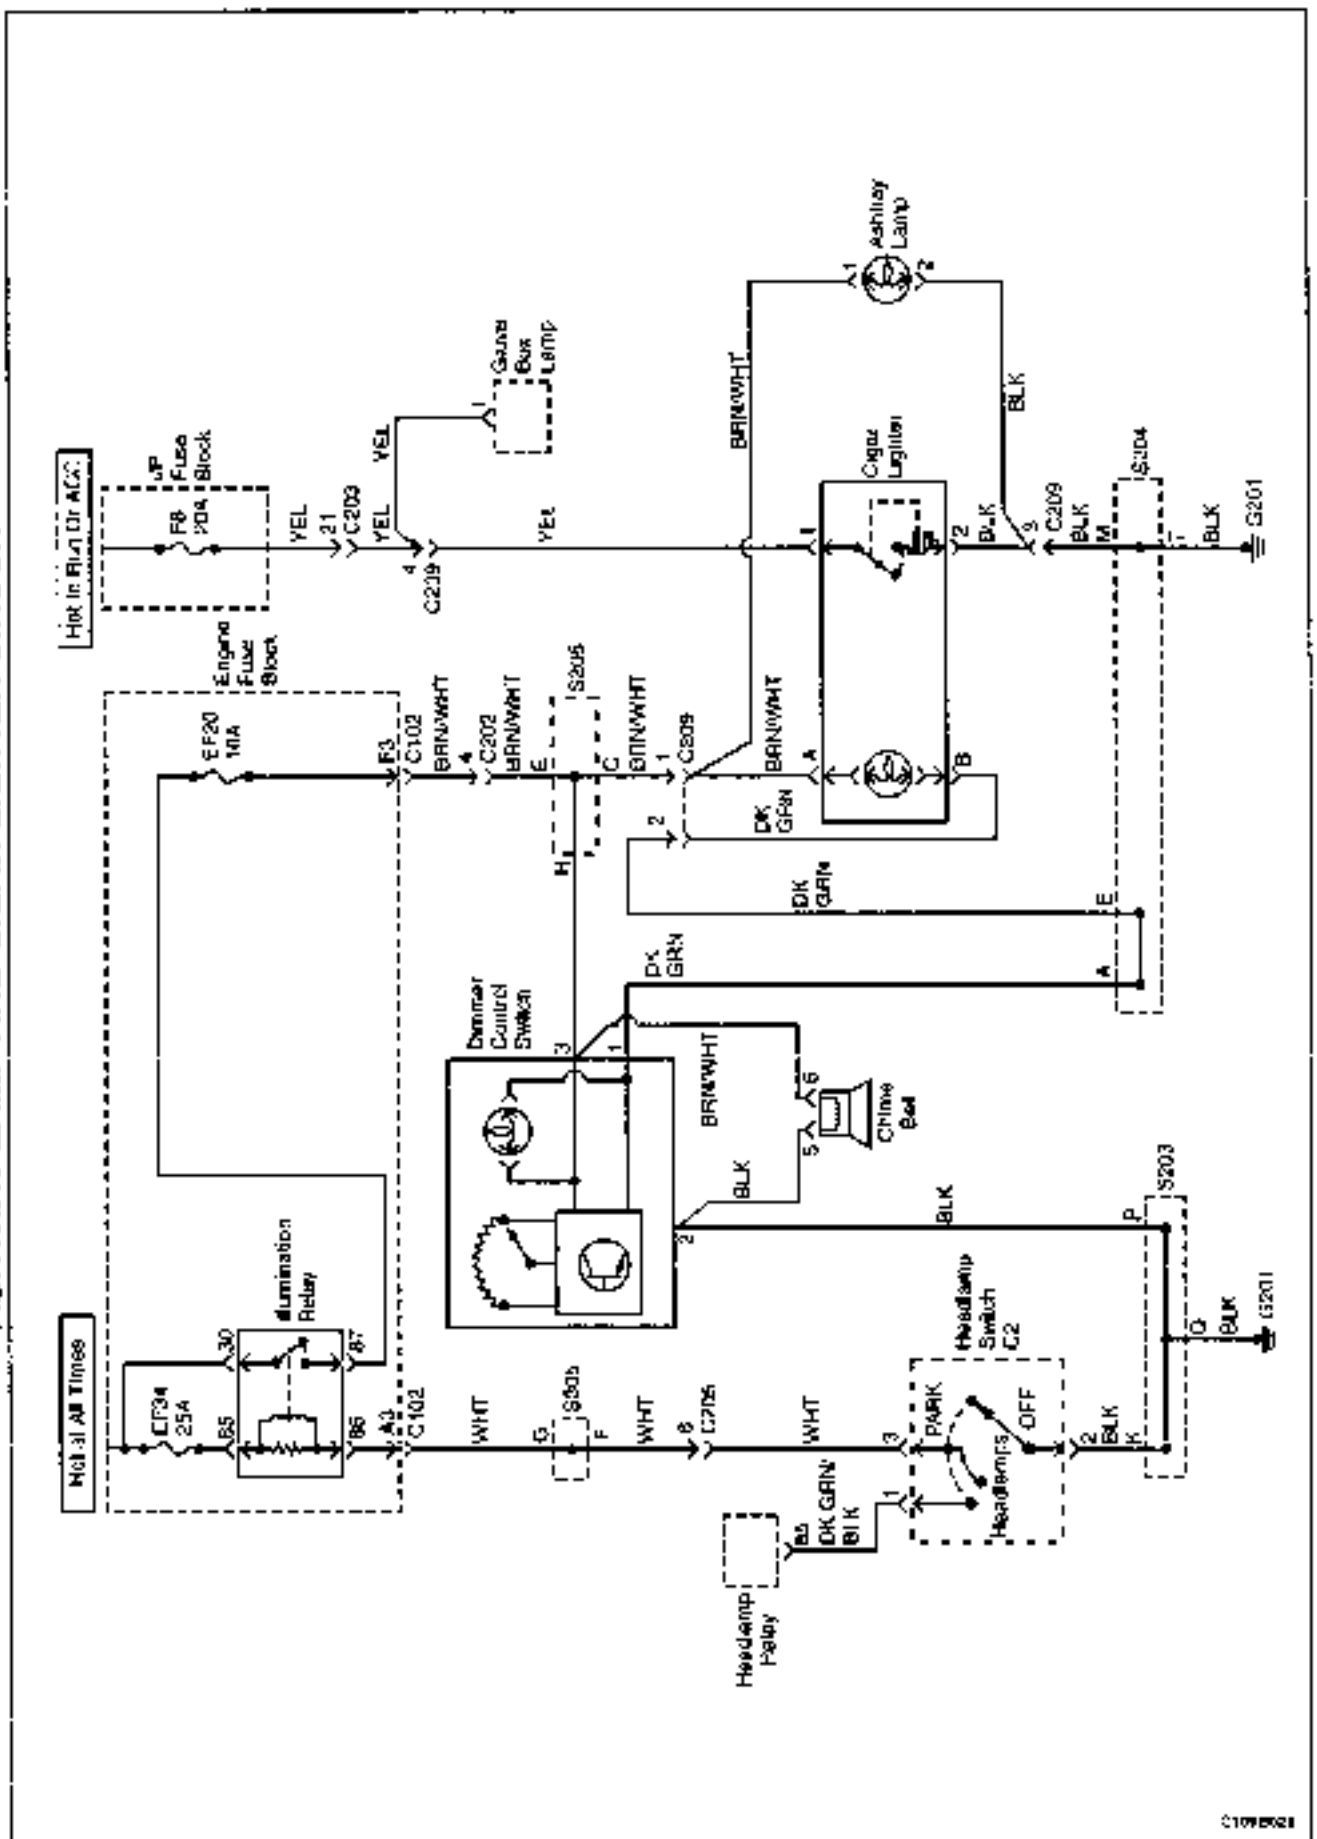 Hot at All Times
Hot In Run Or ACC
EF34
25A
30
85
87
86
Illumination
Relay
A3
C102
WHT
G
S305
F
WHT
6
WHT
3
PARK
OFF
Headlamps
1
2
Headlamp
Switch
C2
BLK
K
Headlamp
Relay
85
DK GRN/
BLK
S203
P
Q
BLK
G201
BLK
EF20
10A
Engine
Fuse
Block
F3
C102
BRN/WHT
4
C202
BRN/WHT
E
S205
H
C
BRN/WHT
1
C209
2
BRN/WHT
DK
GRN
A
B
DK
GRN
E
A
DK
GRN
Dimmer
Control
Switch
3
1
2
BRN/WHT
BLK
6
5
Chime
Bell
I/P
Fuse
Block
F8
20A
YEL
21
C203
YEL
YEL
4
C209
1
Glove
Box
Lamp
YEL
1
Cigar
Lighter
2
BLK
3
C209
BLK
M
S204
BLK
G201
BRN/WHT
1
2
Ashtray
Lamp
BLK